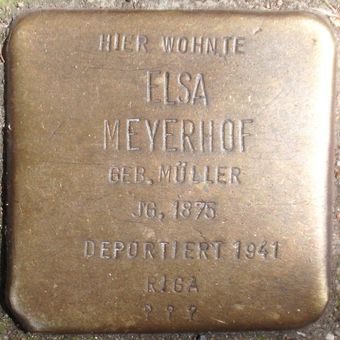 HIER WOHNTE
ELSA
MEYERHOF
GEB. MÜLLER
JG. 1875
DEPORTIERT 1941
RIGA
? ? ?